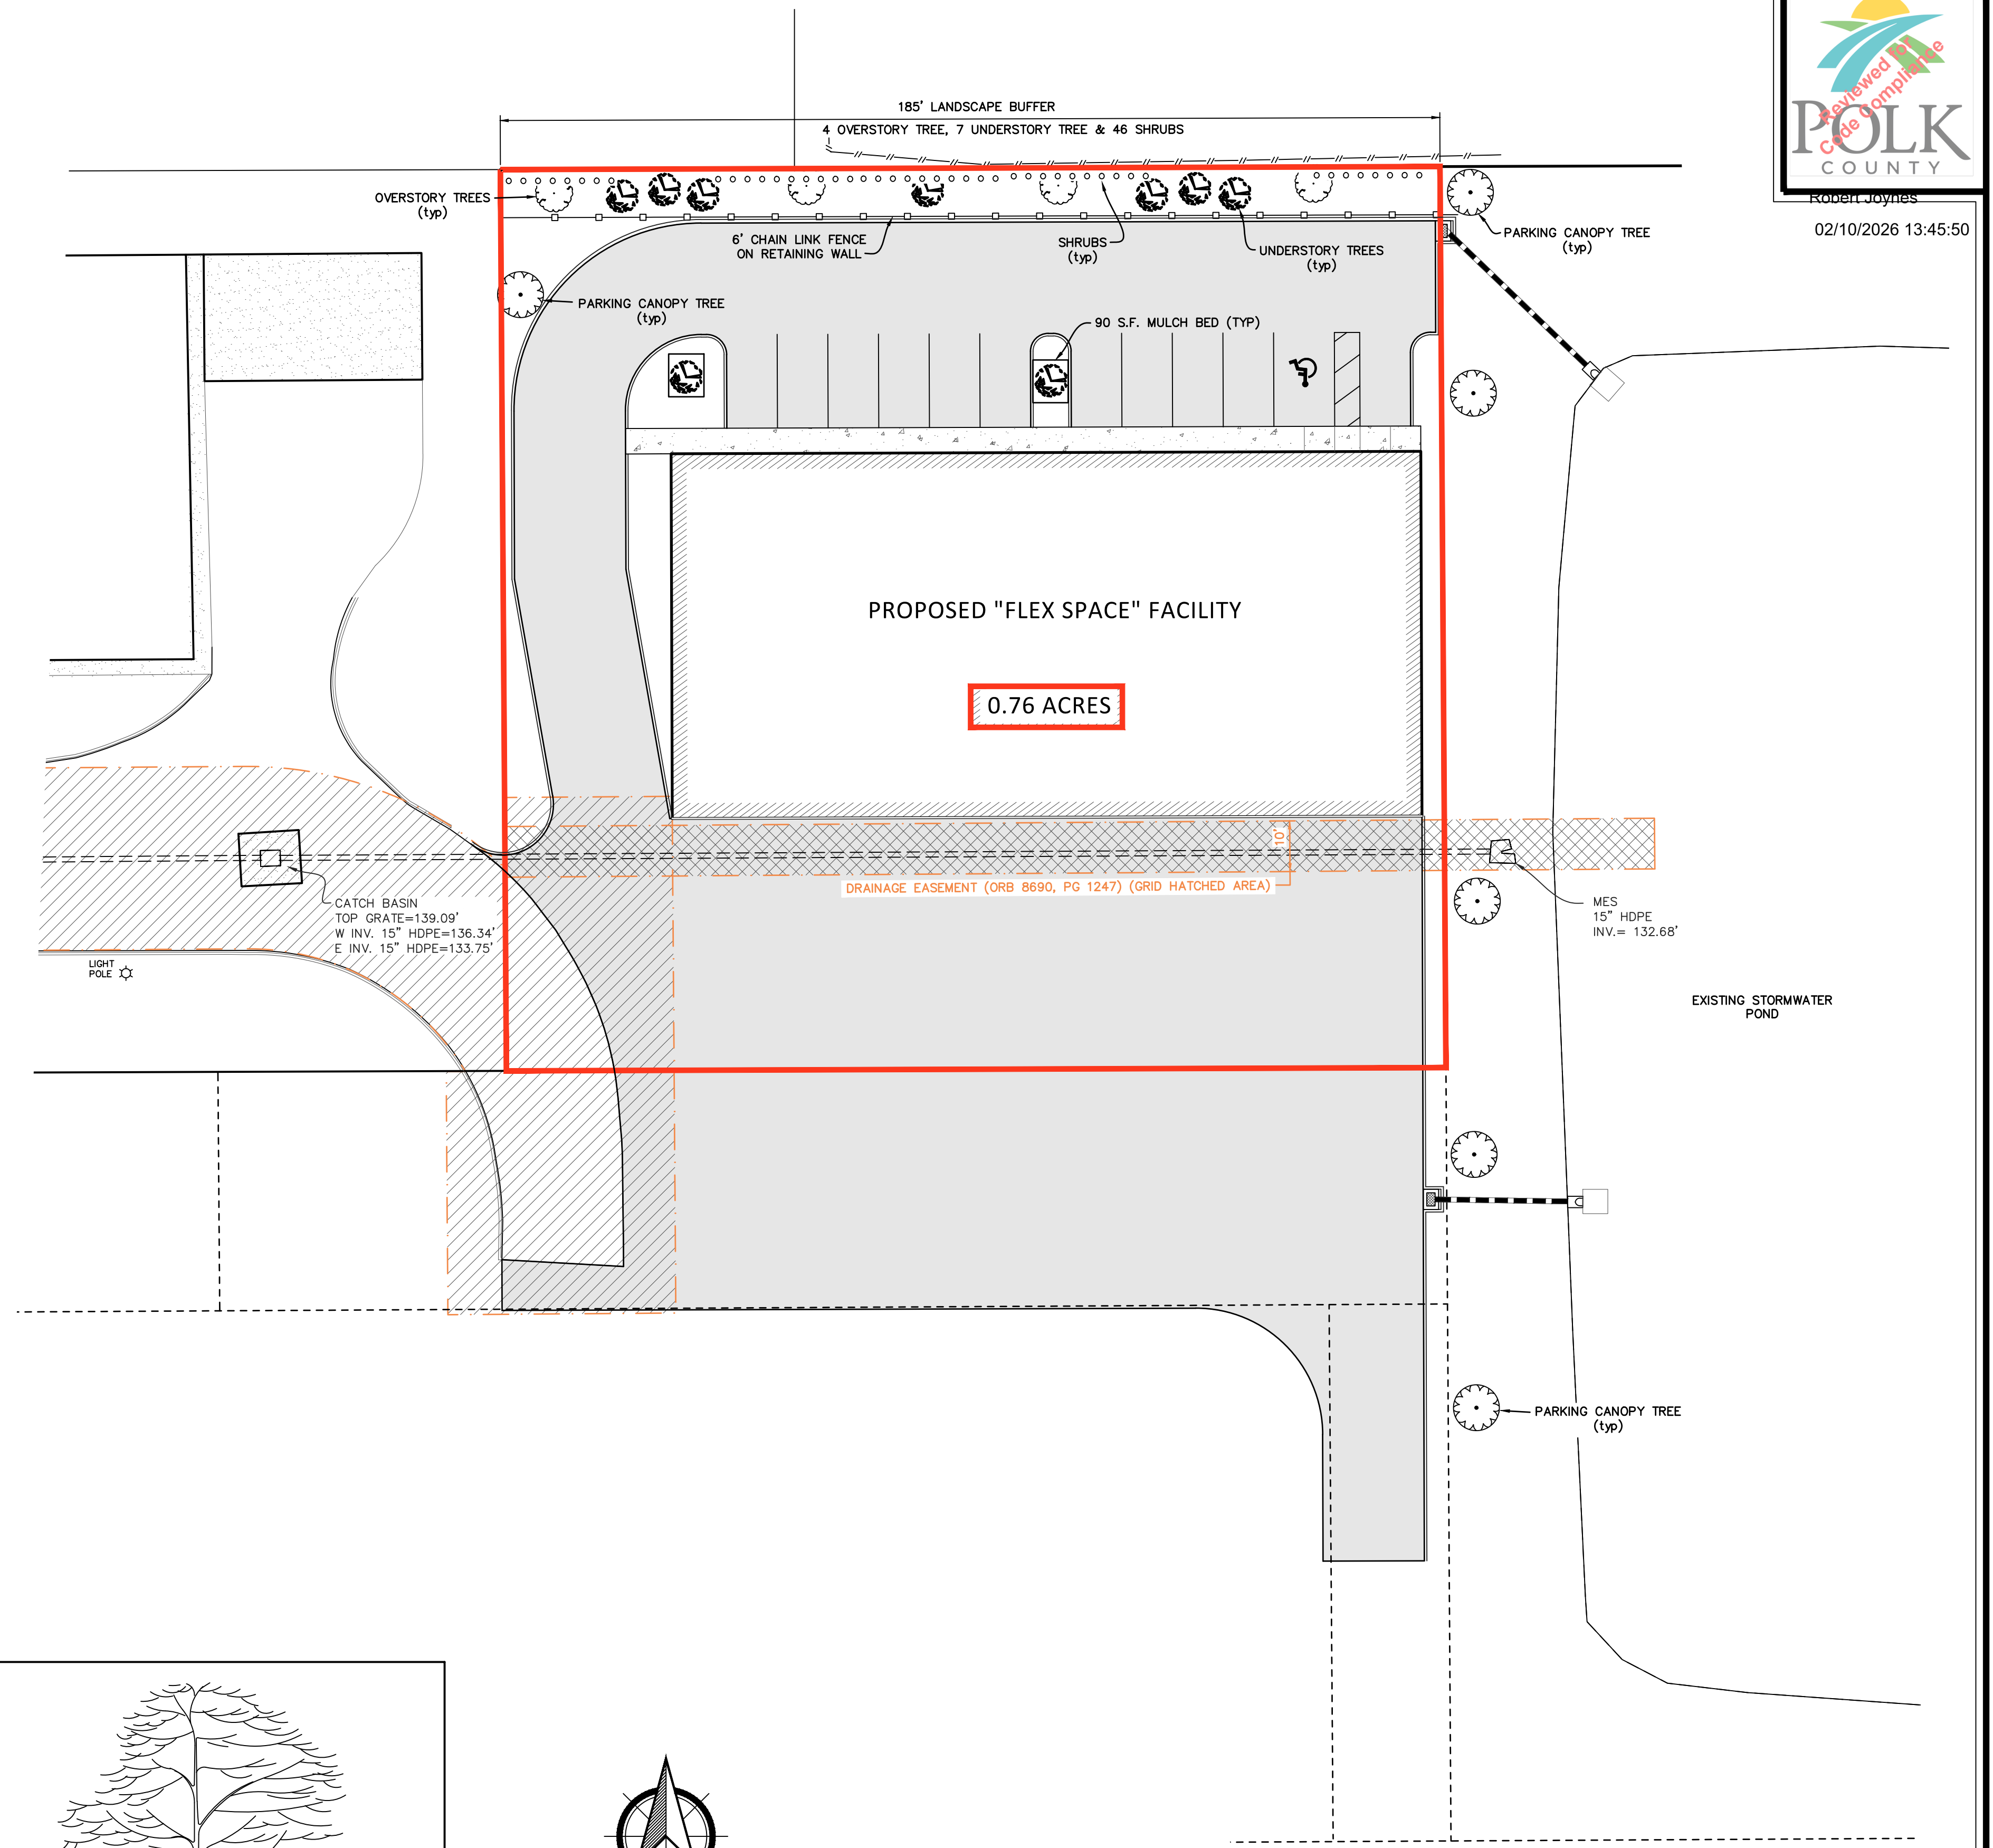 Reviewed for
Code Compliance
POLK
COUNTY
Robert Joynes
02/10/2026 13:45:50
185' LANDSCAPE BUFFER
4 OVERSTORY TREE, 7 UNDERSTORY TREE & 46 SHRUBS
OVERSTORY TREES
(typ)
6' CHAIN LINK FENCE
ON RETAINING WALL
SHRUBS
(typ)
UNDERSTORY TREES
(typ)
PARKING CANOPY TREE
(typ)
PARKING CANOPY TREE
(typ)
90 S.F. MULCH BED (TYP)
PROPOSED "FLEX SPACE" FACILITY
0.76 ACRES
10'
DRAINAGE EASEMENT (ORB 8690, PG 1247) (GRID HATCHED AREA)
CATCH BASIN
TOP GRATE=139.09'
W INV. 15" HDPE=136.34'
E INV. 15" HDPE=133.75'
MES
15" HDPE
INV.= 132.68'
LIGHT
POLE
EXISTING STORMWATER
POND
PARKING CANOPY TREE
(typ)